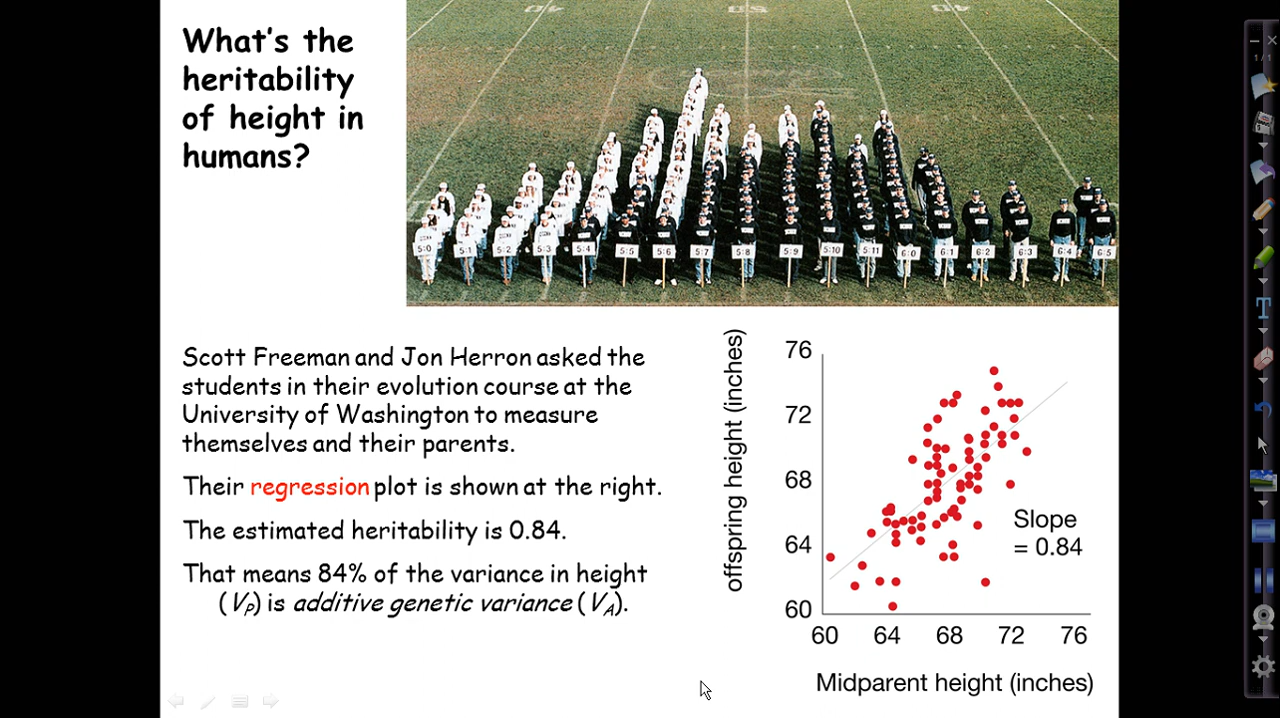 What's the
heritability
of height in
humans?
5:0 5:1 5:2 5:3 5:4 5:5 5:6 5:7 5:8 5:9 5:10 5:11 6:0 6:1 6:2 6:3 6:4 6:5
Scott Freeman and Jon Herron asked the
students in their evolution course at the
University of Washington to measure
themselves and their parents.
Their regression plot is shown at the right.
The estimated heritability is 0.84.
That means 84% of the variance in height
(VP) is additive genetic variance (VA).
offspring height (inches)
76
72
68
64
60
Slope
= 0.84
60 64 68 72 76
Midparent height (inches)
1/1